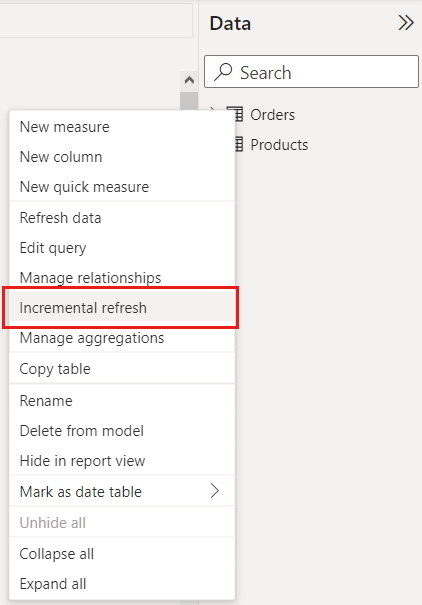 Data
Search
Orders
Products
New measure
New column
New quick measure
Refresh data
Edit query
Manage relationships
Incremental refresh
Manage aggregations
Copy table
Rename
Delete from model
Hide in report view
Mark as date table
Unhide all
Collapse all
Expand all